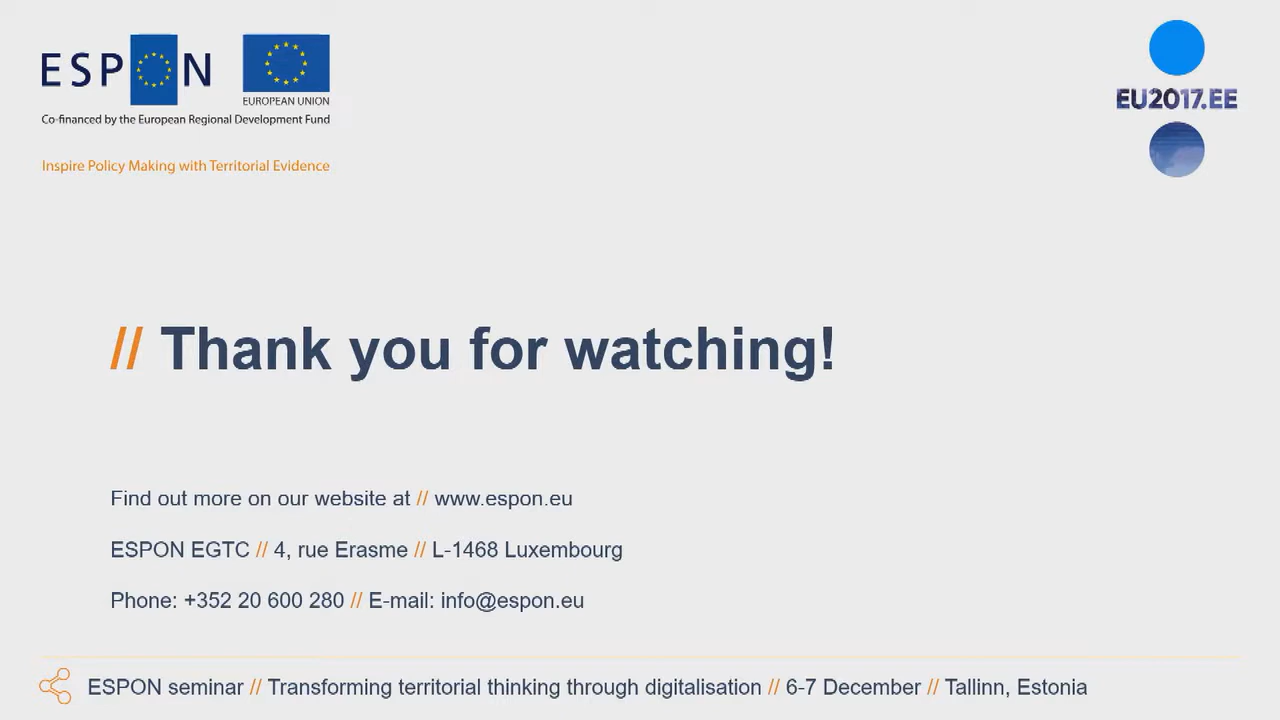 ESPON
EUROPEAN UNION
Co-financed by the European Regional Development Fund
Inspire Policy Making with Territorial Evidence
EU2017.EE
// Thank you for watching!
Find out more on our website at // www.espon.eu
ESPON EGTC // 4, rue Erasme // L-1468 Luxembourg
Phone: +352 20 600 280 // E-mail: info@espon.eu
ESPON seminar // Transforming territorial thinking through digitalisation // 6-7 December // Tallinn, Estonia